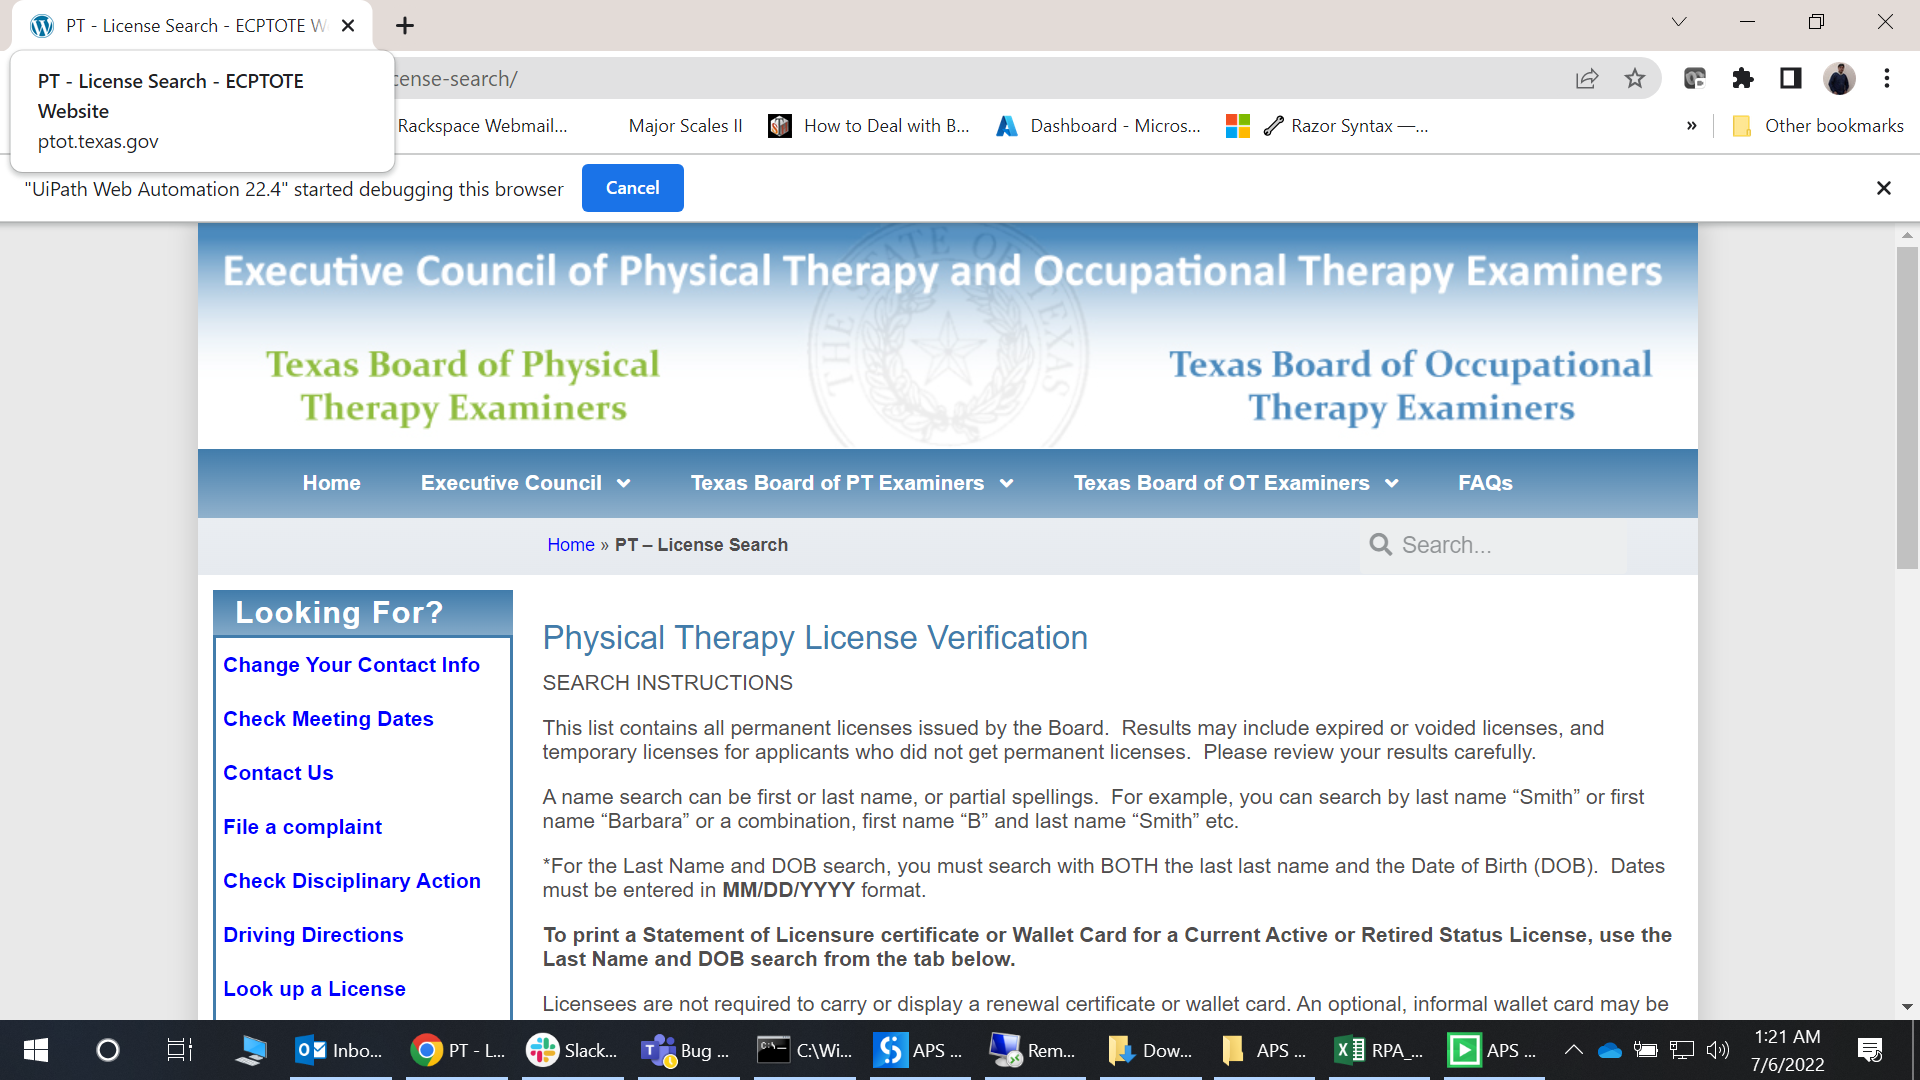 PT - License Search - ECPTOTE W
PT - License Search - ECPTOTE
Website
ptot.texas.gov
cense-search/
Rackspace Webmail...
Major Scales II
How to Deal with B...
Dashboard - Micros...
Razor Syntax —...
»
Other bookmarks
"UiPath Web Automation 22.4" started debugging this browser
Cancel
THE STATE OF TEXAS
Executive Council of Physical Therapy and Occupational Therapy Examiners
Texas Board of Physical
Therapy Examiners
Texas Board of Occupational
Therapy Examiners
Home
Executive Council
Texas Board of PT Examiners
Texas Board of OT Examiners
FAQs
Home » PT – License Search
Search...
Looking For?
Change Your Contact Info
Check Meeting Dates
Contact Us
File a complaint
Check Disciplinary Action
Driving Directions
Look up a License
Physical Therapy License Verification
SEARCH INSTRUCTIONS
This list contains all permanent licenses issued by the Board.  Results may include expired or voided licenses, and
temporary licenses for applicants who did not get permanent licenses.  Please review your results carefully.
A name search can be first or last name, or partial spellings.  For example, you can search by last name “Smith” or first
name “Barbara” or a combination, first name “B” and last name “Smith” etc.
*For the Last Name and DOB search, you must search with BOTH the last last name and the Date of Birth (DOB).  Dates
must be entered in MM/DD/YYYY format.
To print a Statement of Licensure certificate or Wallet Card for a Current Active or Retired Status License, use the
Last Name and DOB search from the tab below.
Licensees are not required to carry or display a renewal certificate or wallet card. An optional, informal wallet card may be
Inbo...
PT - L...
Slack...
Bug ...
C:\Wi...
APS ...
Rem...
Dow...
APS ...
RPA_...
APS ...
1:21 AM
7/6/2022